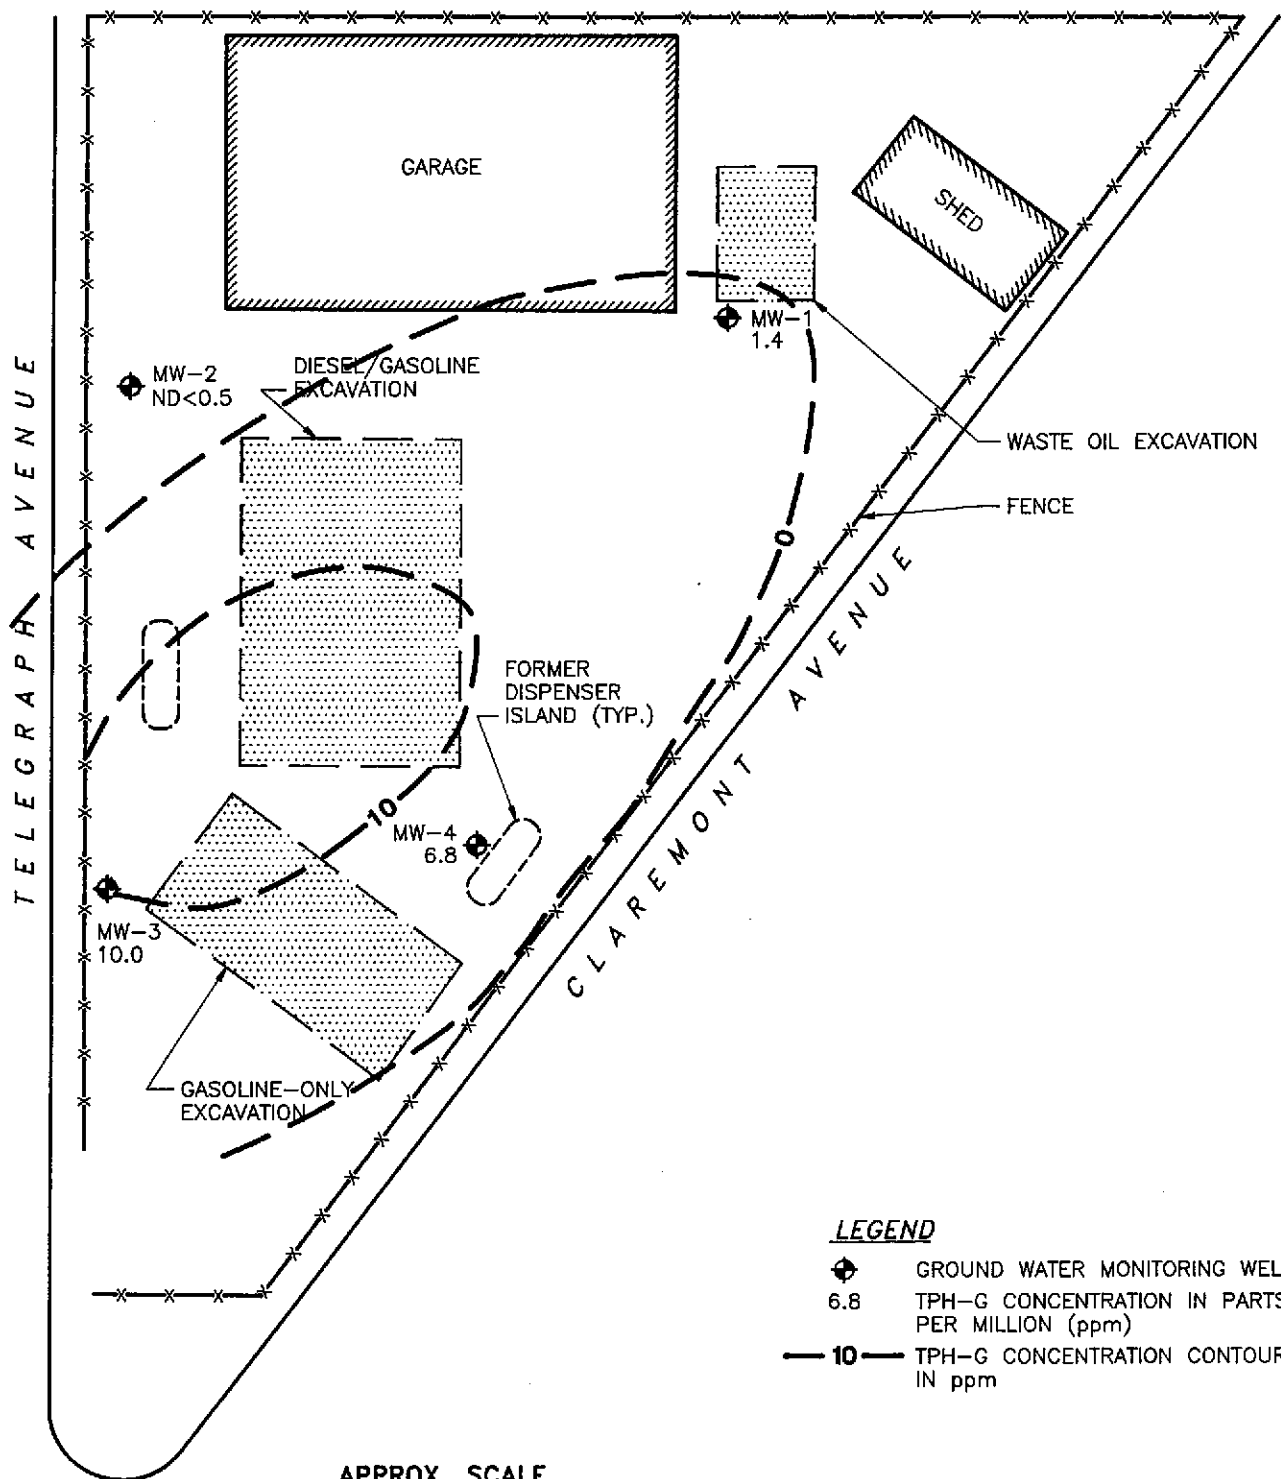 GARAGE
SHED
MW-1
1.4
MW-2
ND<0.5
DIESEL/GASOLINE
EXCAVATION
WASTE OIL EXCAVATION
FENCE
0
TELEGRAPH AVENUE
CLAREMONT AVENUE
FORMER
DISPENSER
ISLAND (TYP.)
10
MW-4
6.8
MW-3
10.0
GASOLINE-ONLY
EXCAVATION
LEGEND
GROUND WATER MONITORING WEL
6.8 TPH-G CONCENTRATION IN PARTS
PER MILLION (ppm)
10 TPH-G CONCENTRATION CONTOUR
IN ppm
APPROX. SCALE